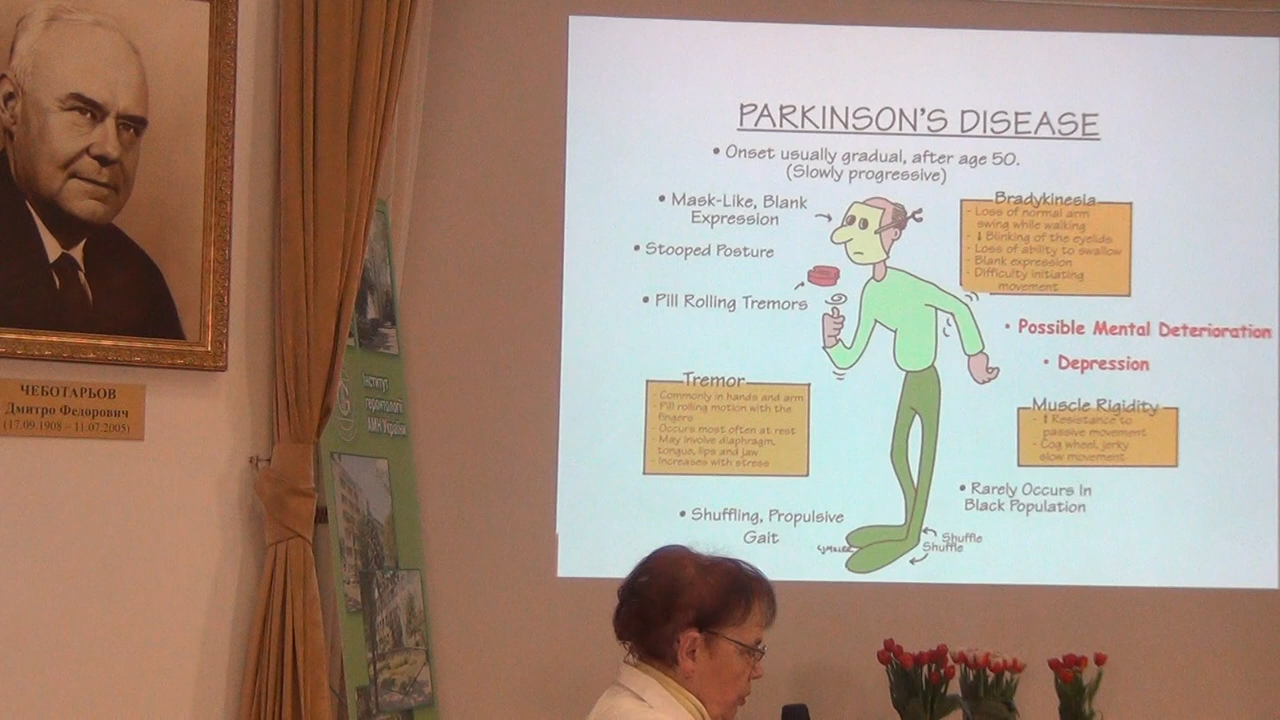 ЧЕБОТАРЬОВ
Дмитро Федорович
(17.09.1908 – 11.07.2005)
Інститут
геронтології
АМН України
PARKINSON'S DISEASE
• Onset usually gradual, after age 50.
(Slowly progressive)
• Mask-Like, Blank
Expression
• Stooped Posture
• Pill Rolling Tremors
Bradykinesia
- Loss of normal arm
swing while walking
- ↓ Blinking of the eyelids
- Loss of ability to swallow
- Blank expression
- Difficulty initiating
movement
• Possible Mental Deterioration
• Depression
Tremor
- Commonly in hands and arm
- Pill rolling motion with the
fingers
- Occurs most often at rest
- May involve diaphragm,
tongue, lips and jaw
- Increases with stress
Muscle Rigidity
- ↑ Resistance to
passive movement
- Cog wheel, jerky
slow movement
• Rarely Occurs In
Black Population
• Shuffling, Propulsive
Gait
Shuffle
Shuffle